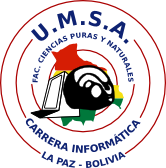 U.M.S.A.
FAC. CIENCIAS PURAS Y NATURALES
CARRERA INFORMÁTICA
LA PAZ - BOLIVIA